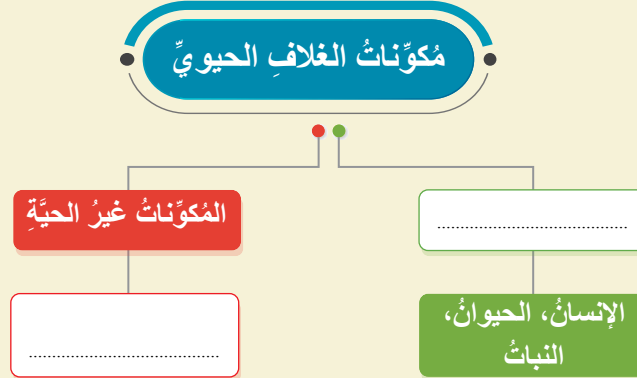 مُكوِّناتُ الغلافِ الحيويِّ
......................................
المُكوِّناتُ غيرُ الحيَّةِ
الإنسانُ، الحيوانُ،
النباتُ
......................................